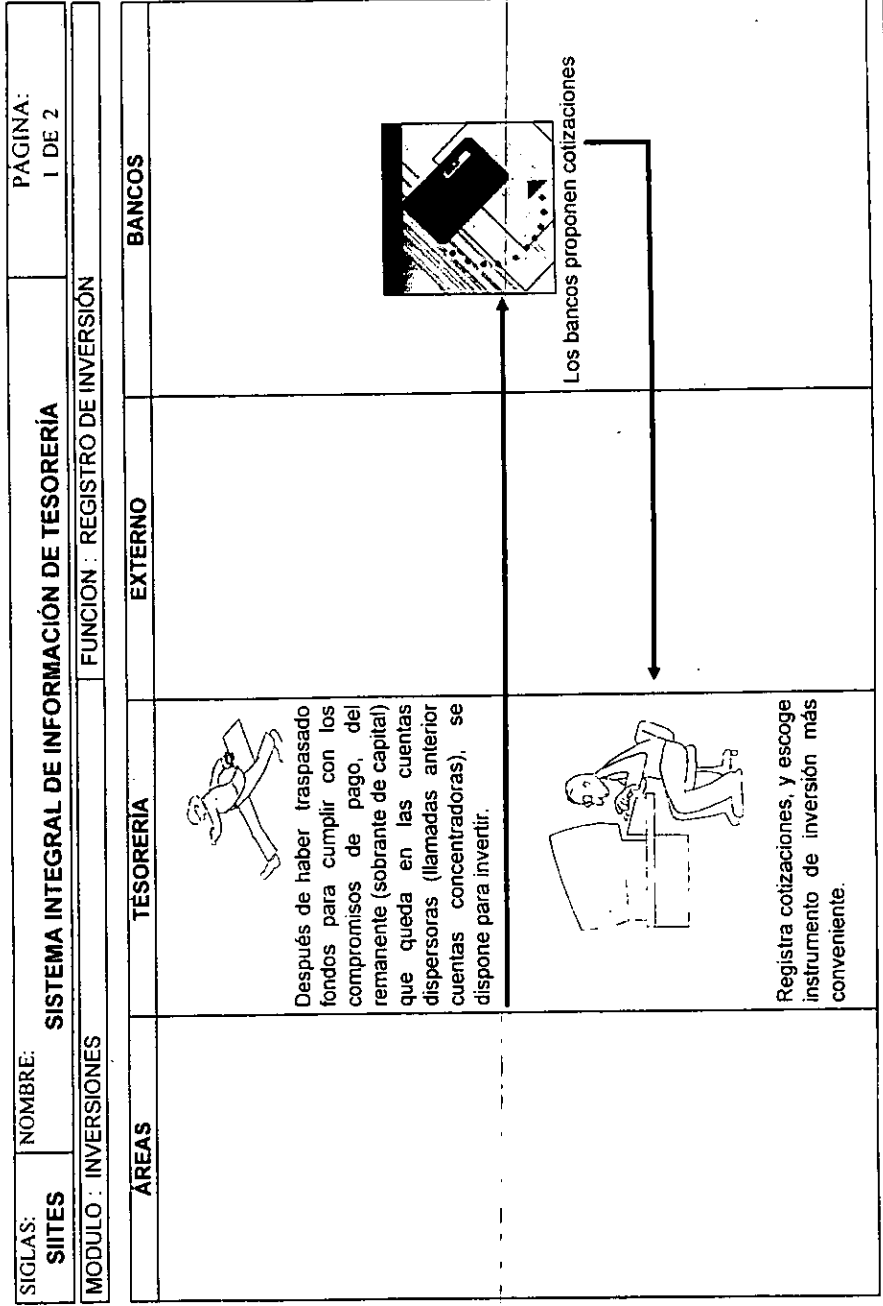 SIGLAS:
SIITES
NOMBRE:
SISTEMA INTEGRAL DE INFORMACIÓN DE TESORERÍA
PÁGINA:
1 DE 2
MODULO : INVERSIONES
FUNCIÓN : REGISTRO DE INVERSIÓN
ÁREAS
TESORERÍA
EXTERNO
BANCOS
Después de haber traspasado
fondos para cumplir con los
compromisos de pago, del
remanente (sobrante de capital)
que queda en las cuentas
dispersoras (llamadas anterior
cuentas concentradoras), se
dispone para invertir.
Los bancos proponen cotizaciones
Registra cotizaciones, y escoge
instrumento de inversión más
conveniente.